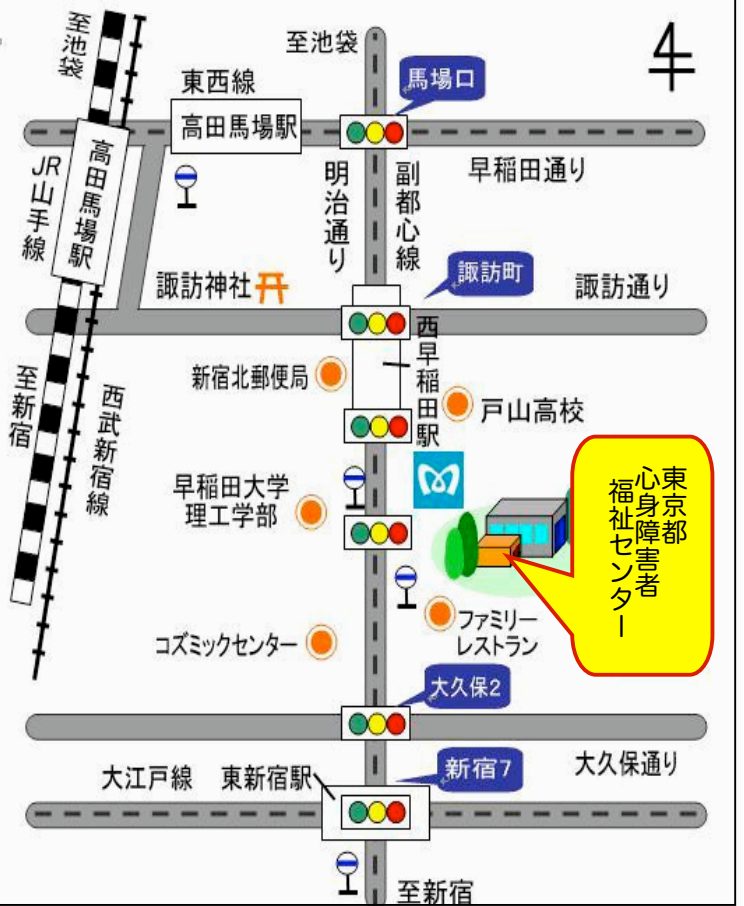 至池袋
至池袋
東西線
馬場口
高田馬場駅
高田馬場駅
JR山手線
明治通り
副都心線
早稲田通り
諏訪神社
諏訪町
諏訪通り
西早稲田駅
新宿北郵便局
戸山高校
至新宿
西武新宿線
早稲田大学
理工学部
東京都
心身障害者
福祉センター
ファミリー
レストラン
コズミックセンター
大久保2
大久保通り
新宿7
大江戸線
東新宿駅
至新宿